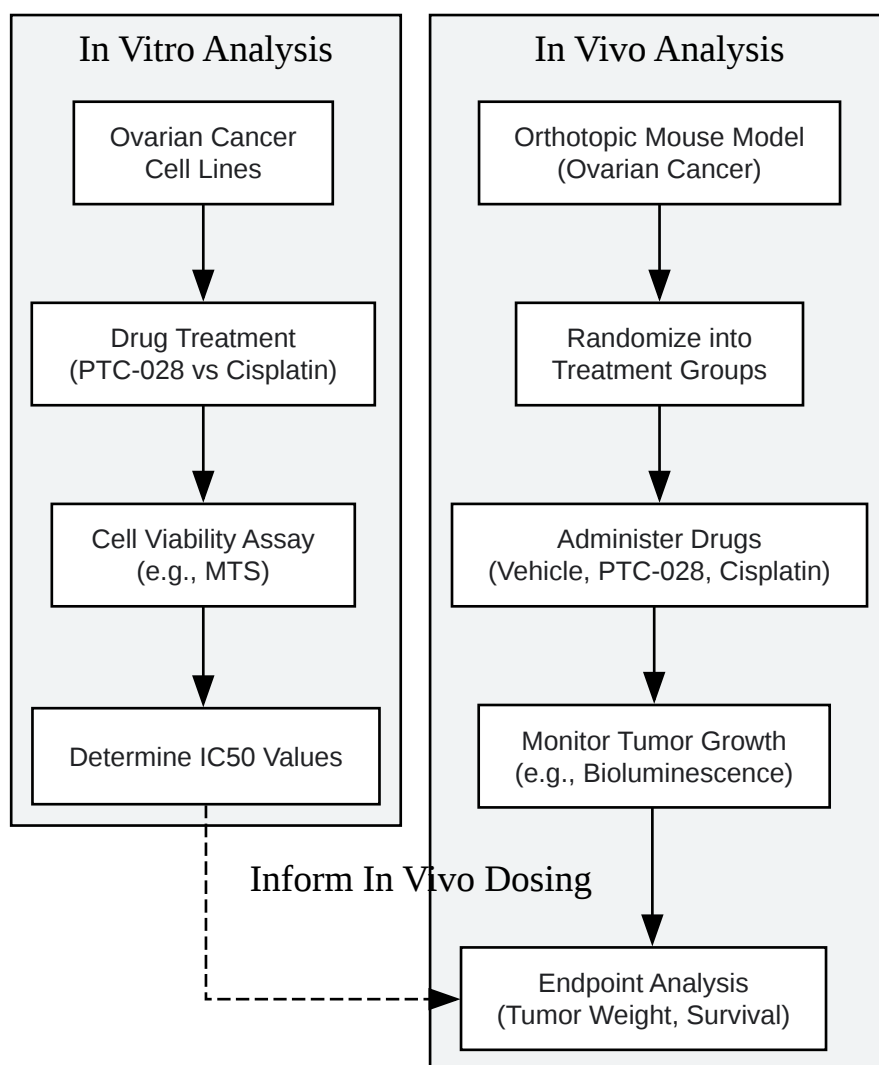 In Vitro Analysis
Ovarian Cancer
Cell Lines
Drug Treatment
(PTC-028 vs Cisplatin)
Cell Viability Assay
(e.g., MTS)
Determine IC50 Values
In Vivo Analysis
Orthotopic Mouse Model
(Ovarian Cancer)
Randomize into
Treatment Groups
Administer Drugs
(Vehicle, PTC-028, Cisplatin)
Monitor Tumor Growth
(e.g., Bioluminescence)
Inform In Vivo Dosing
Endpoint Analysis
(Tumor Weight, Survival)